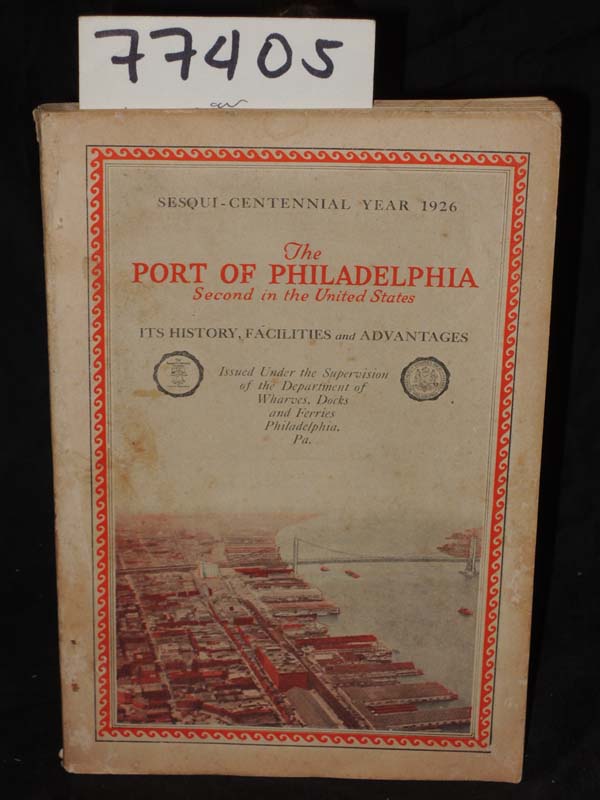 77405
SESQUI-CENTENNIAL YEAR 1926
The
PORT OF PHILADELPHIA
Second in the United States
ITS HISTORY, FACILITIES and ADVANTAGES
Issued Under the Supervision
of the Department of
Wharves, Docks
and Ferries
Philadelphia,
Pa.